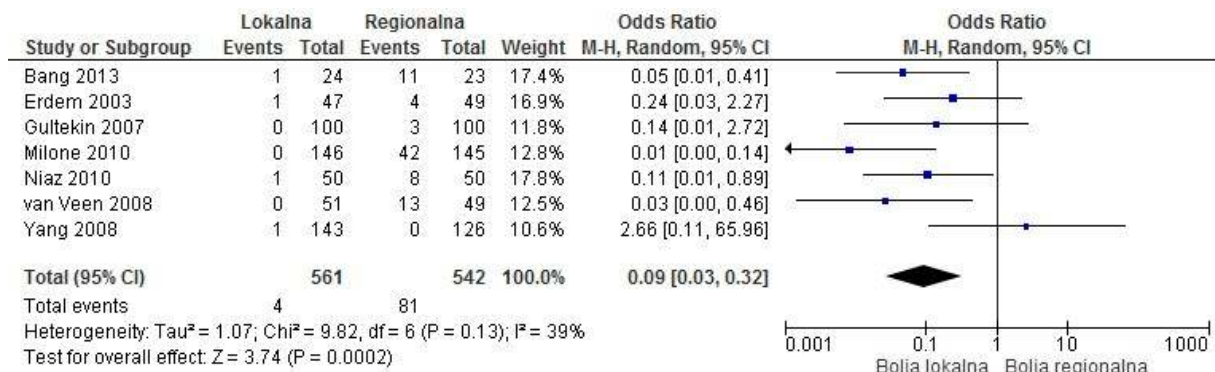 Lokalna Regionalna Odds Ratio Odds Ratio
Study or Subgroup Events Total Events Total Weight M-H, Random, 95% CI M-H, Random, 95% CI
Bang 2013 1 24 11 23 17.4% 0.05 [0.01, 0.41]
Erdem 2003 1 47 4 49 16.9% 0.24 [0.03, 2.27]
Gultekin 2007 0 100 3 100 11.8% 0.14 [0.01, 2.72]
Milone 2010 0 146 42 145 12.8% 0.01 [0.00, 0.14]
Niaz 2010 1 50 8 50 17.8% 0.11 [0.01, 0.89]
van Veen 2008 0 51 13 49 12.5% 0.03 [0.00, 0.46]
Yang 2008 1 143 0 126 10.6% 2.66 [0.11, 65.96]
Total (95% CI) 561 542 100.0% 0.09 [0.03, 0.32]
Total events 4 81
Heterogeneity: Tau² = 1.07; Chi² = 9.82, df = 6 (P = 0.13); I² = 39%
Test for overall effect: Z = 3.74 (P = 0.0002)
0.001 0.1 1 10 1000
Bolja lokalna Bolja regionalna